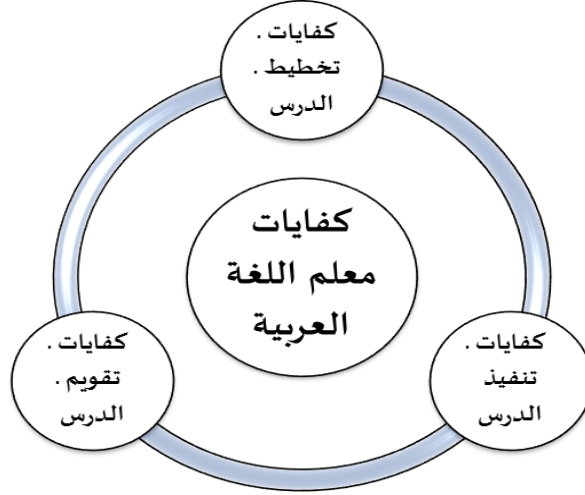 كفايات .
تخطيط .
الدرس
كفايات
معلم اللغة
العربية
كفايات .
تنفيذ
الدرس
كفايات .
تقويم .
الدرس